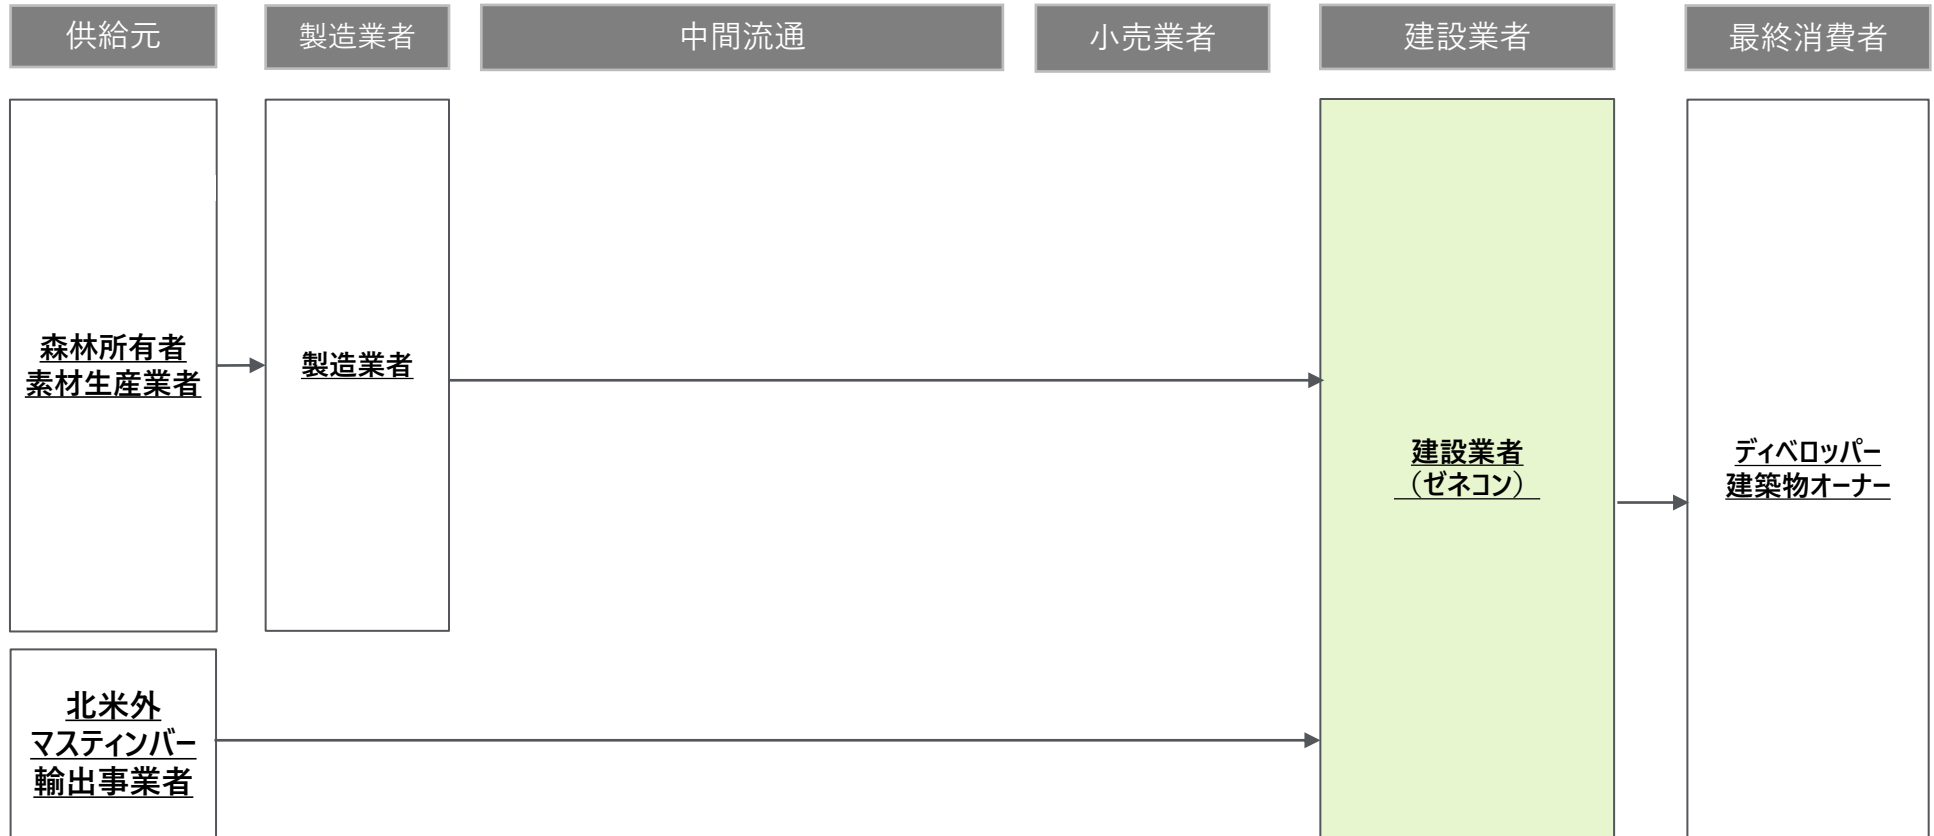 供給元
製造業者
中間流通
小売業者
建設業者
最終消費者
森林所有者
素材生産業者
製造業者
建設業者
（ゼネコン）
ディベロッパー
建築物オーナー
北米外
マスティンバー
輸出事業者